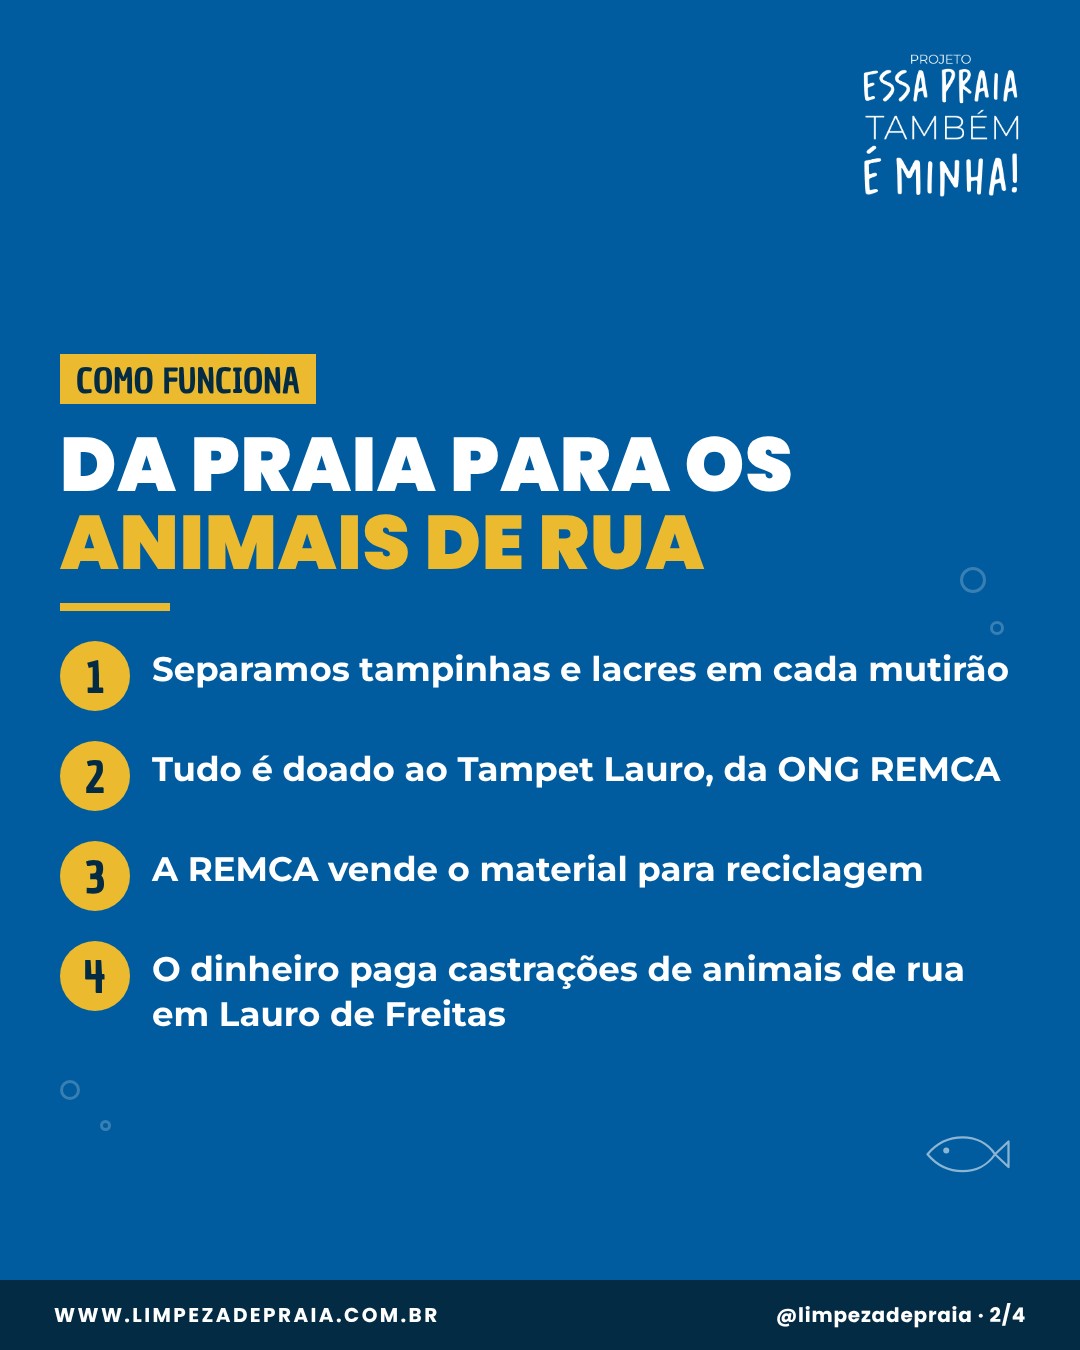 PROJETO
ESSA PRAIA
TAMBÉM
É MINHA!
COMO FUNCIONA
DA PRAIA PARA OS
ANIMAIS DE RUA
1 Separamos tampinhas e lacres em cada mutirão
2 Tudo é doado ao Tampet Lauro, da ONG REMCA
3 A REMCA vende o material para reciclagem
4 O dinheiro paga castrações de animais de rua
em Lauro de Freitas
WWW.LIMPEZADEPRAIA.COM.BR
@limpezadepraia · 2/4